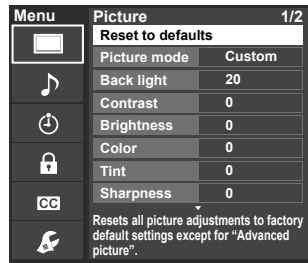 Menu
Picture 1/2
Reset to defaults
Picture mode Custom
Back light 20
Contrast 0
Brightness 0
Color 0
Tint 0
Sharpness 0
CC
Resets all picture adjustments to factory
default settings except for “Advanced
picture”.